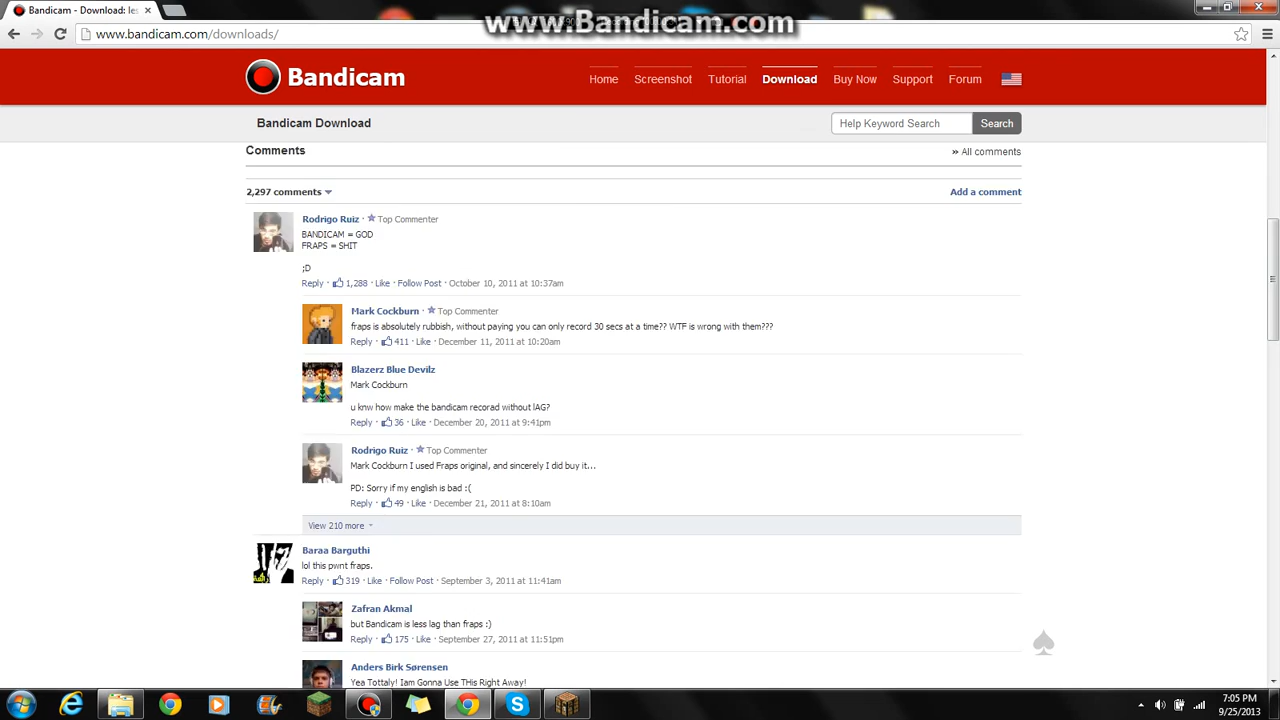 Bandicam - Download: les
www.Bandicam.com
www.bandicam.com/downloads/
Bandicam
Home Screenshot Tutorial Download Buy Now Support Forum
Bandicam Download
Help Keyword Search Search
Comments
» All comments
2,297 comments
Add a comment
Rodrigo Ruiz · Top Commenter
BANDICAM = GOD
FRAPS = SHIT
;D
Reply · 1,288 · Like · Follow Post · October 10, 2011 at 10:37am
Mark Cockburn · Top Commenter
fraps is absolutely rubbish, without paying you can only record 30 secs at a time?? WTF is wrong with them???
Reply · 411 · Like · December 11, 2011 at 10:20am
Blazerz Blue Devilz
Mark Cockburn
u knw how make the bandicam recorad without lAG?
Reply · 36 · Like · December 20, 2011 at 9:41pm
Rodrigo Ruiz · Top Commenter
Mark Cockburn I used Fraps original, and sincerely I did buy it...
PD: Sorry if my english is bad :(
Reply · 49 · Like · December 21, 2011 at 8:10am
View 210 more
Baraa Barguthi
lol this pwnt fraps.
Reply · 319 · Like · Follow Post · September 3, 2011 at 11:41am
Zafran Akmal
but Bandicam is less lag than fraps :)
Reply · 175 · Like · September 27, 2011 at 11:51pm
Anders Birk Sørensen
Yea Tottaly! Iam Gonna Use THis Right Away!
7:05 PM
9/25/2013